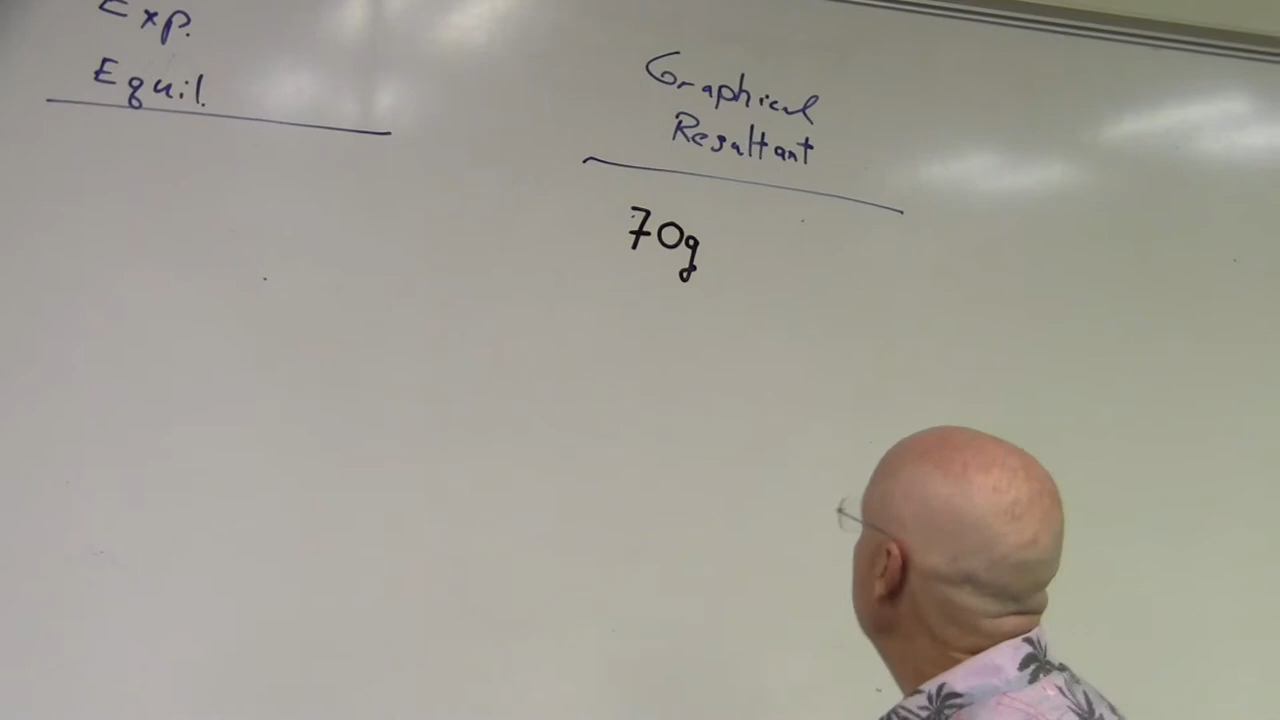 Exp.
Equil.
Graphical
Resultant
70g